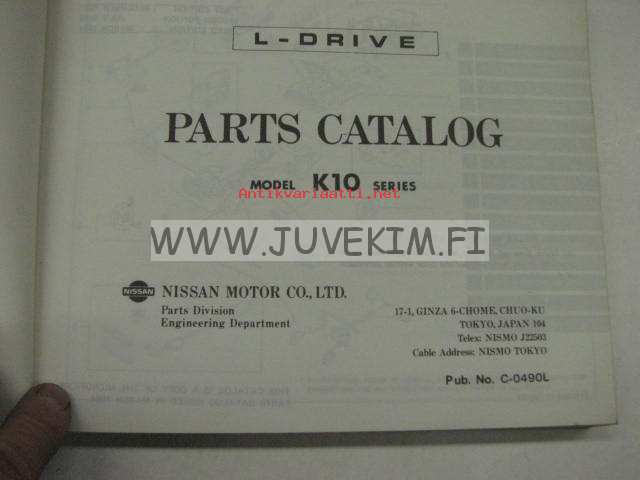 L-DRIVE
PARTS CATALOG
MODEL K10 SERIES
Antikvariaatti.net
WWW.JUVEKIM.FI
NISSAN NISSAN MOTOR CO., LTD.
Parts Division
Engineering Department
17-1, GINZA 6-CHOME, CHUO-KU
TOKYO, JAPAN 104
Telex: NISMO J22503
Cable Address: NISMO TOKYO
Pub. No. C-0490L